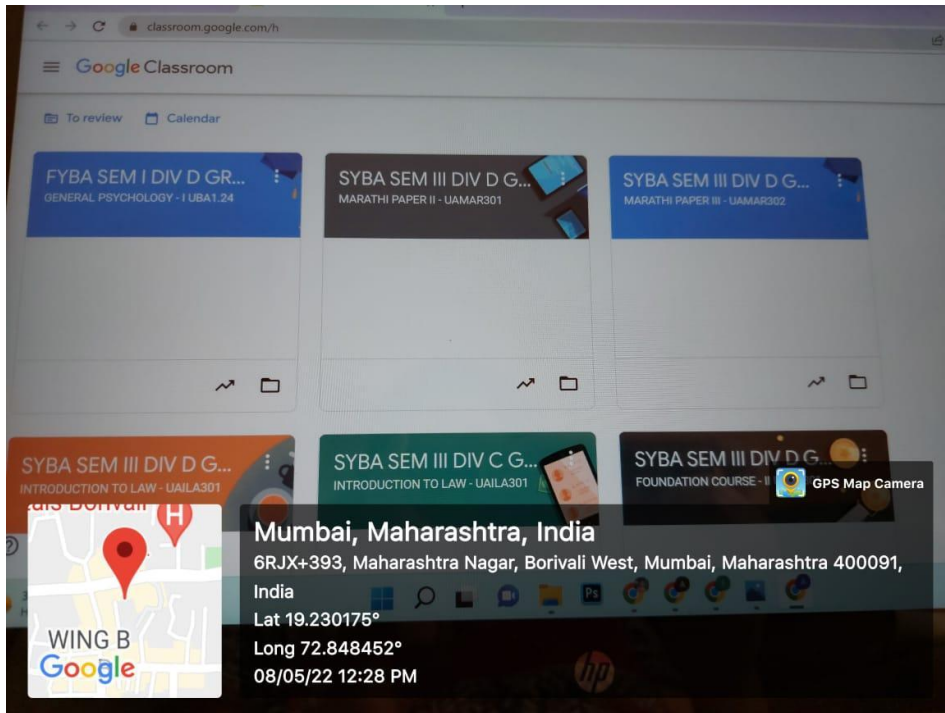 classroom.google.com/h
Google Classroom
To review Calendar
FYBA SEM I DIV D GR...
GENERAL PSYCHOLOGY - I UBA1.24
SYBA SEM III DIV D G...
MARATHI PAPER II - UAMAR301
SYBA SEM III DIV D G...
MARATHI PAPER III - UAMAR302
SYBA SEM III DIV D G...
INTRODUCTION TO LAW - UAILA301
SYBA SEM III DIV C G...
INTRODUCTION TO LAW - UAILA301
SYBA SEM III DIV D G...
FOUNDATION COURSE - II
GPS Map Camera
Borivali
H
WING B
Google
Mumbai, Maharashtra, India
6RJX+393, Maharashtra Nagar, Borivali West, Mumbai, Maharashtra 400091,
India
Lat 19.230175°
Long 72.848452°
08/05/22 12:28 PM
Ps
hp